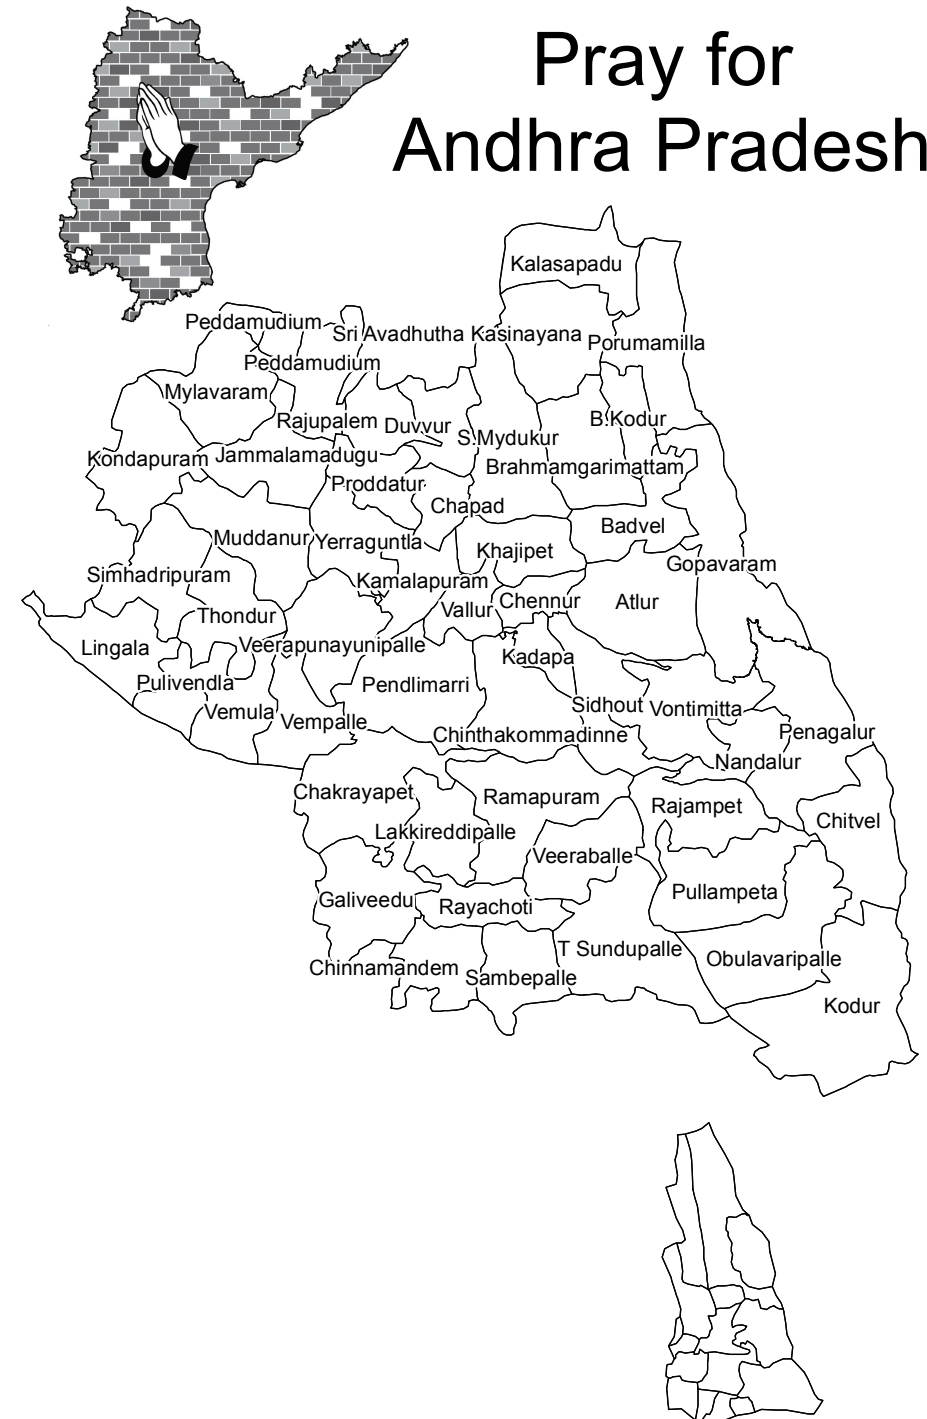 Pray for
Andhra Pradesh
Kalasapadu
Peddamudium
Sri Avadhutha Kasinayana
Porumamilla
Peddamudium
Mylavaram
Rajupalem
Duvvur
B.Kodur
S.Mydukur
Kondapuram
Jammalamadugu
Brahmamgarimattam
Proddatur
Chapad
Badvel
Muddanur
Yerraguntla
Khajipet
Gopavaram
Simhadripuram
Kamalapuram
Thondur
Vallur
Chennur
Atlur
Lingala
Veerapunayunipalle
Kadapa
Pulivendla
Pendlimarri
Vemula
Vempalle
Sidhout
Vontimitta
Chinthakommadinne
Penagalur
Nandalur
Chakrayapet
Ramapuram
Rajampet
Chitvel
Lakkireddipalle
Veeraballe
Galiveedu
Rayachoti
Pullampeta
T Sundupalle
Obulavaripalle
Chinnamandem
Sambepalle
Kodur